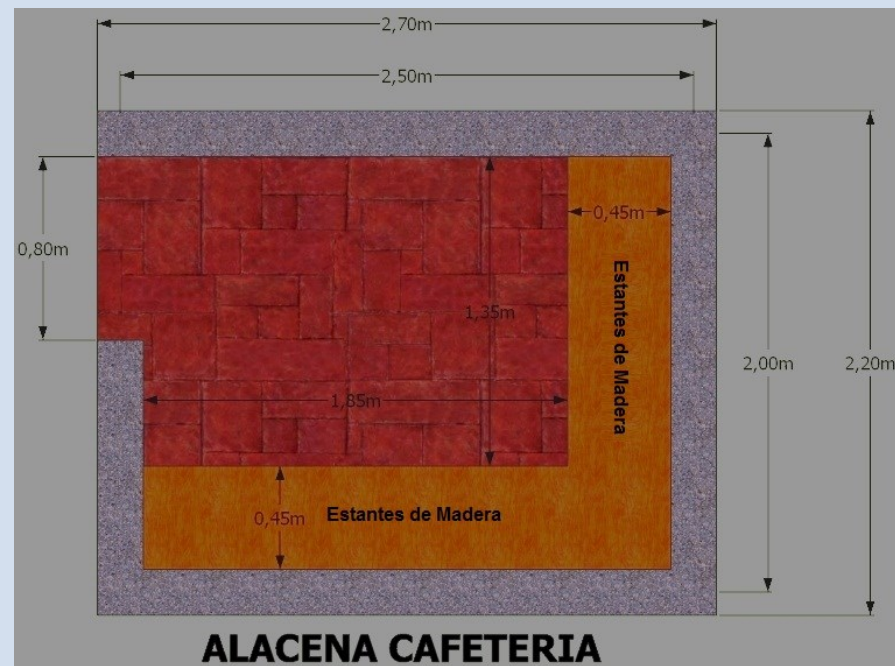 2,70m
2,50m
0,80m
0,45m
1,35m
Estantes de Madera
2,00m
2,20m
1,85m
0,45m
Estantes de Madera
ALACENA CAFETERIA